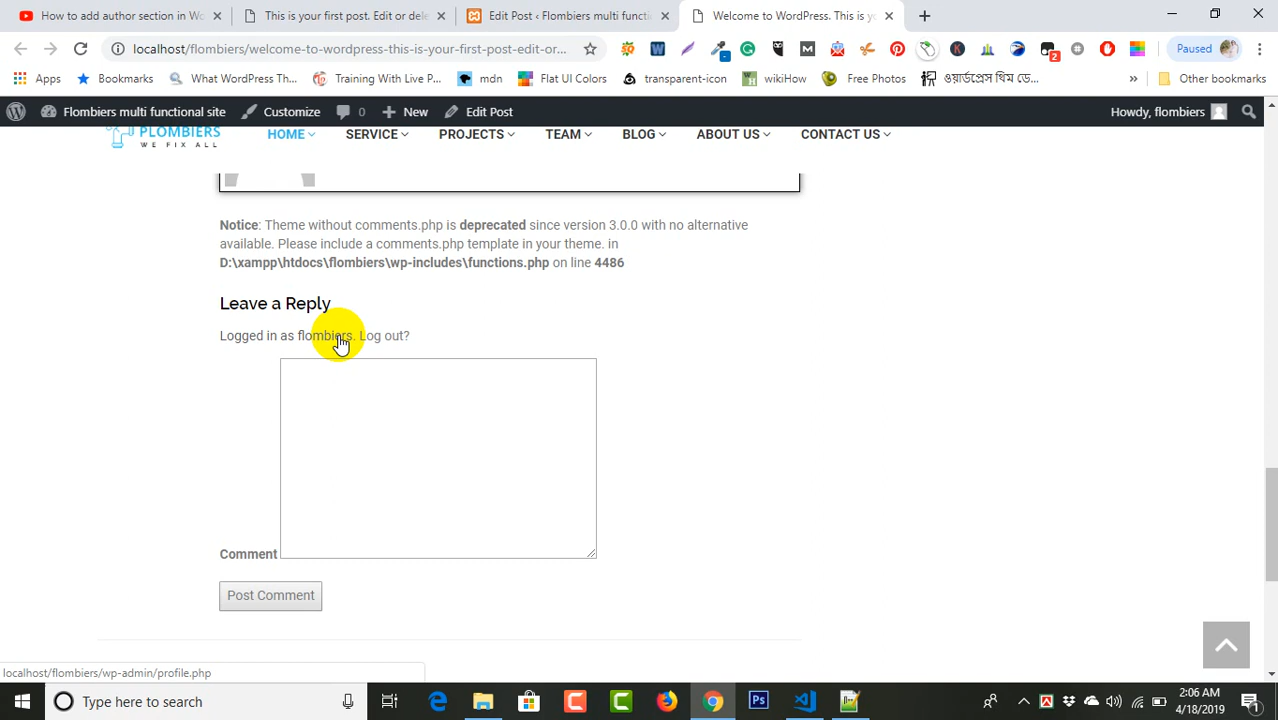 How to add author section in Wo
This is your first post. Edit or dele
Edit Post ‹ Flombiers multi functi
Welcome to WordPress. This is yo
localhost/flombiers/welcome-to-wordpress-this-is-your-first-post-edit-or...
2
Paused
Apps
Bookmarks
What WordPress Th...
Training With Live P...
mdn
Flat UI Colors
transparent-icon
wikiHow
Free Photos
ওয়ার্ডপ্রেস থিম ডে...
»
Other bookmarks
Flombiers multi functional site
Customize
0
New
Edit Post
Howdy, flombiers
PLOMBIERS
WE FIX ALL
HOME
SERVICE
PROJECTS
TEAM
BLOG
ABOUT US
CONTACT US
Notice: Theme without comments.php is deprecated since version 3.0.0 with no alternative
available. Please include a comments.php template in your theme. in
D:\xampp\htdocs\flombiers\wp-includes\functions.php on line 4486
Leave a Reply
Logged in as flombiers. Log out?
Comment
Post Comment
localhost/flombiers/wp-admin/profile.php
Type here to search
2:06 AM
4/18/2019